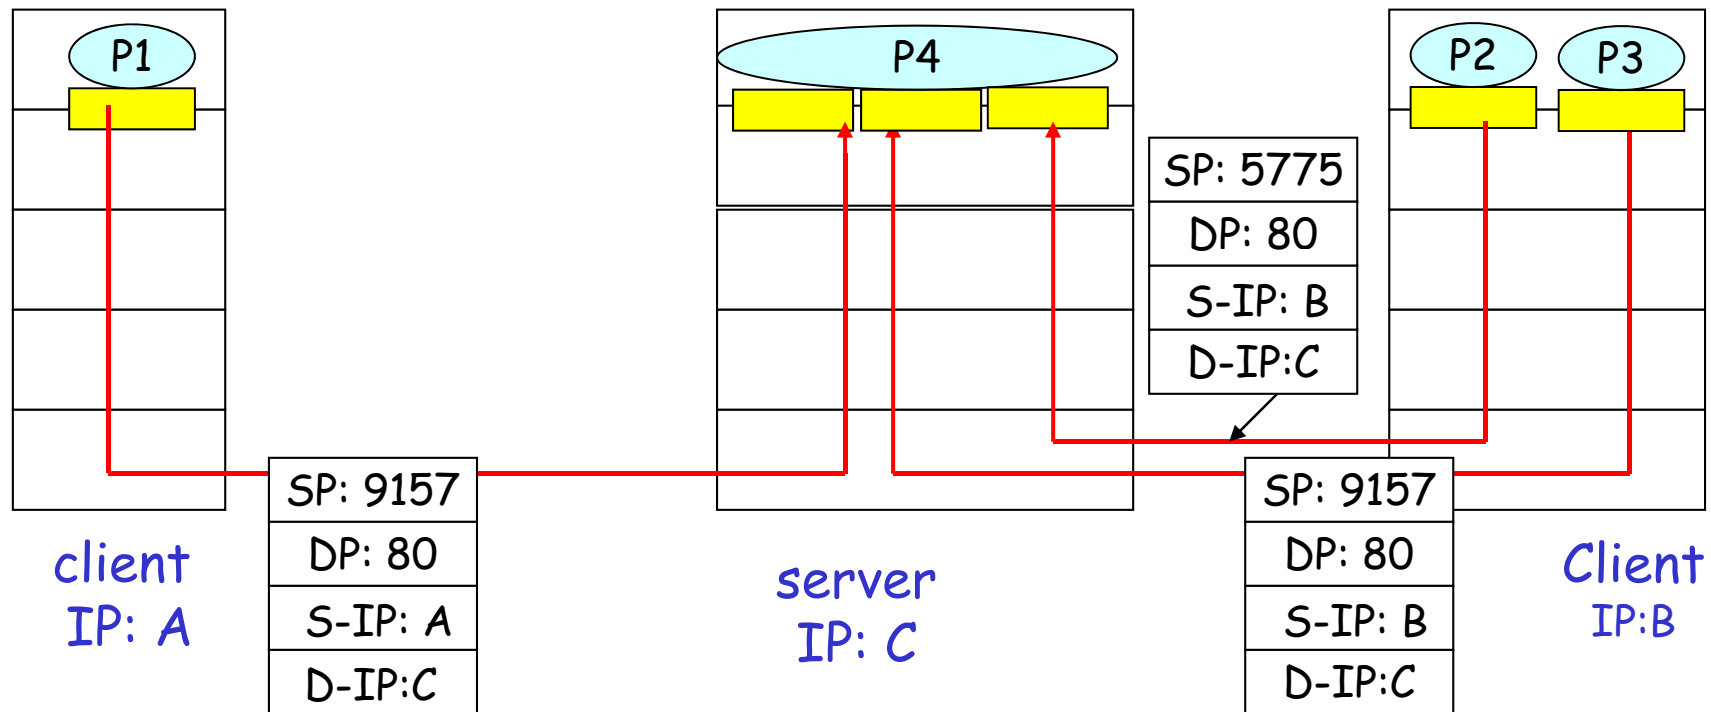 P1
P4
P2
P3
SP: 5775
DP: 80
S-IP: B
D-IP:C
SP: 9157
DP: 80
S-IP: A
D-IP:C
SP: 9157
DP: 80
S-IP: B
D-IP:C
client
IP: A
server
IP: C
Client
IP:B